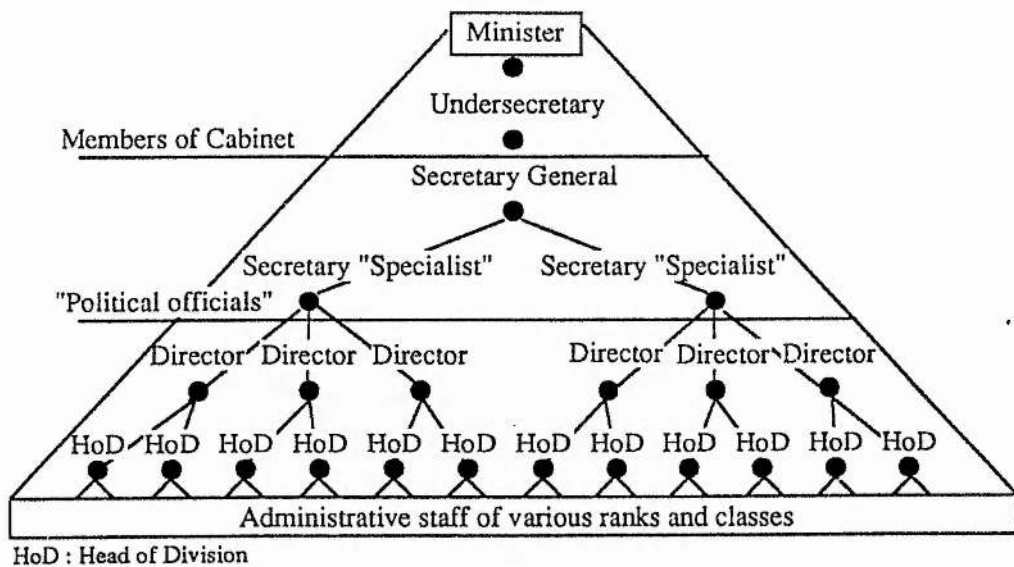 Minister
Undersecretary
Members of Cabinet
Secretary General
Secretary "Specialist" Secretary "Specialist"
"Political officials"
Director Director Director Director Director Director
HoD HoD HoD HoD HoD HoD HoD HoD HoD HoD HoD HoD
Administrative staff of various ranks and classes
HoD : Head of Division